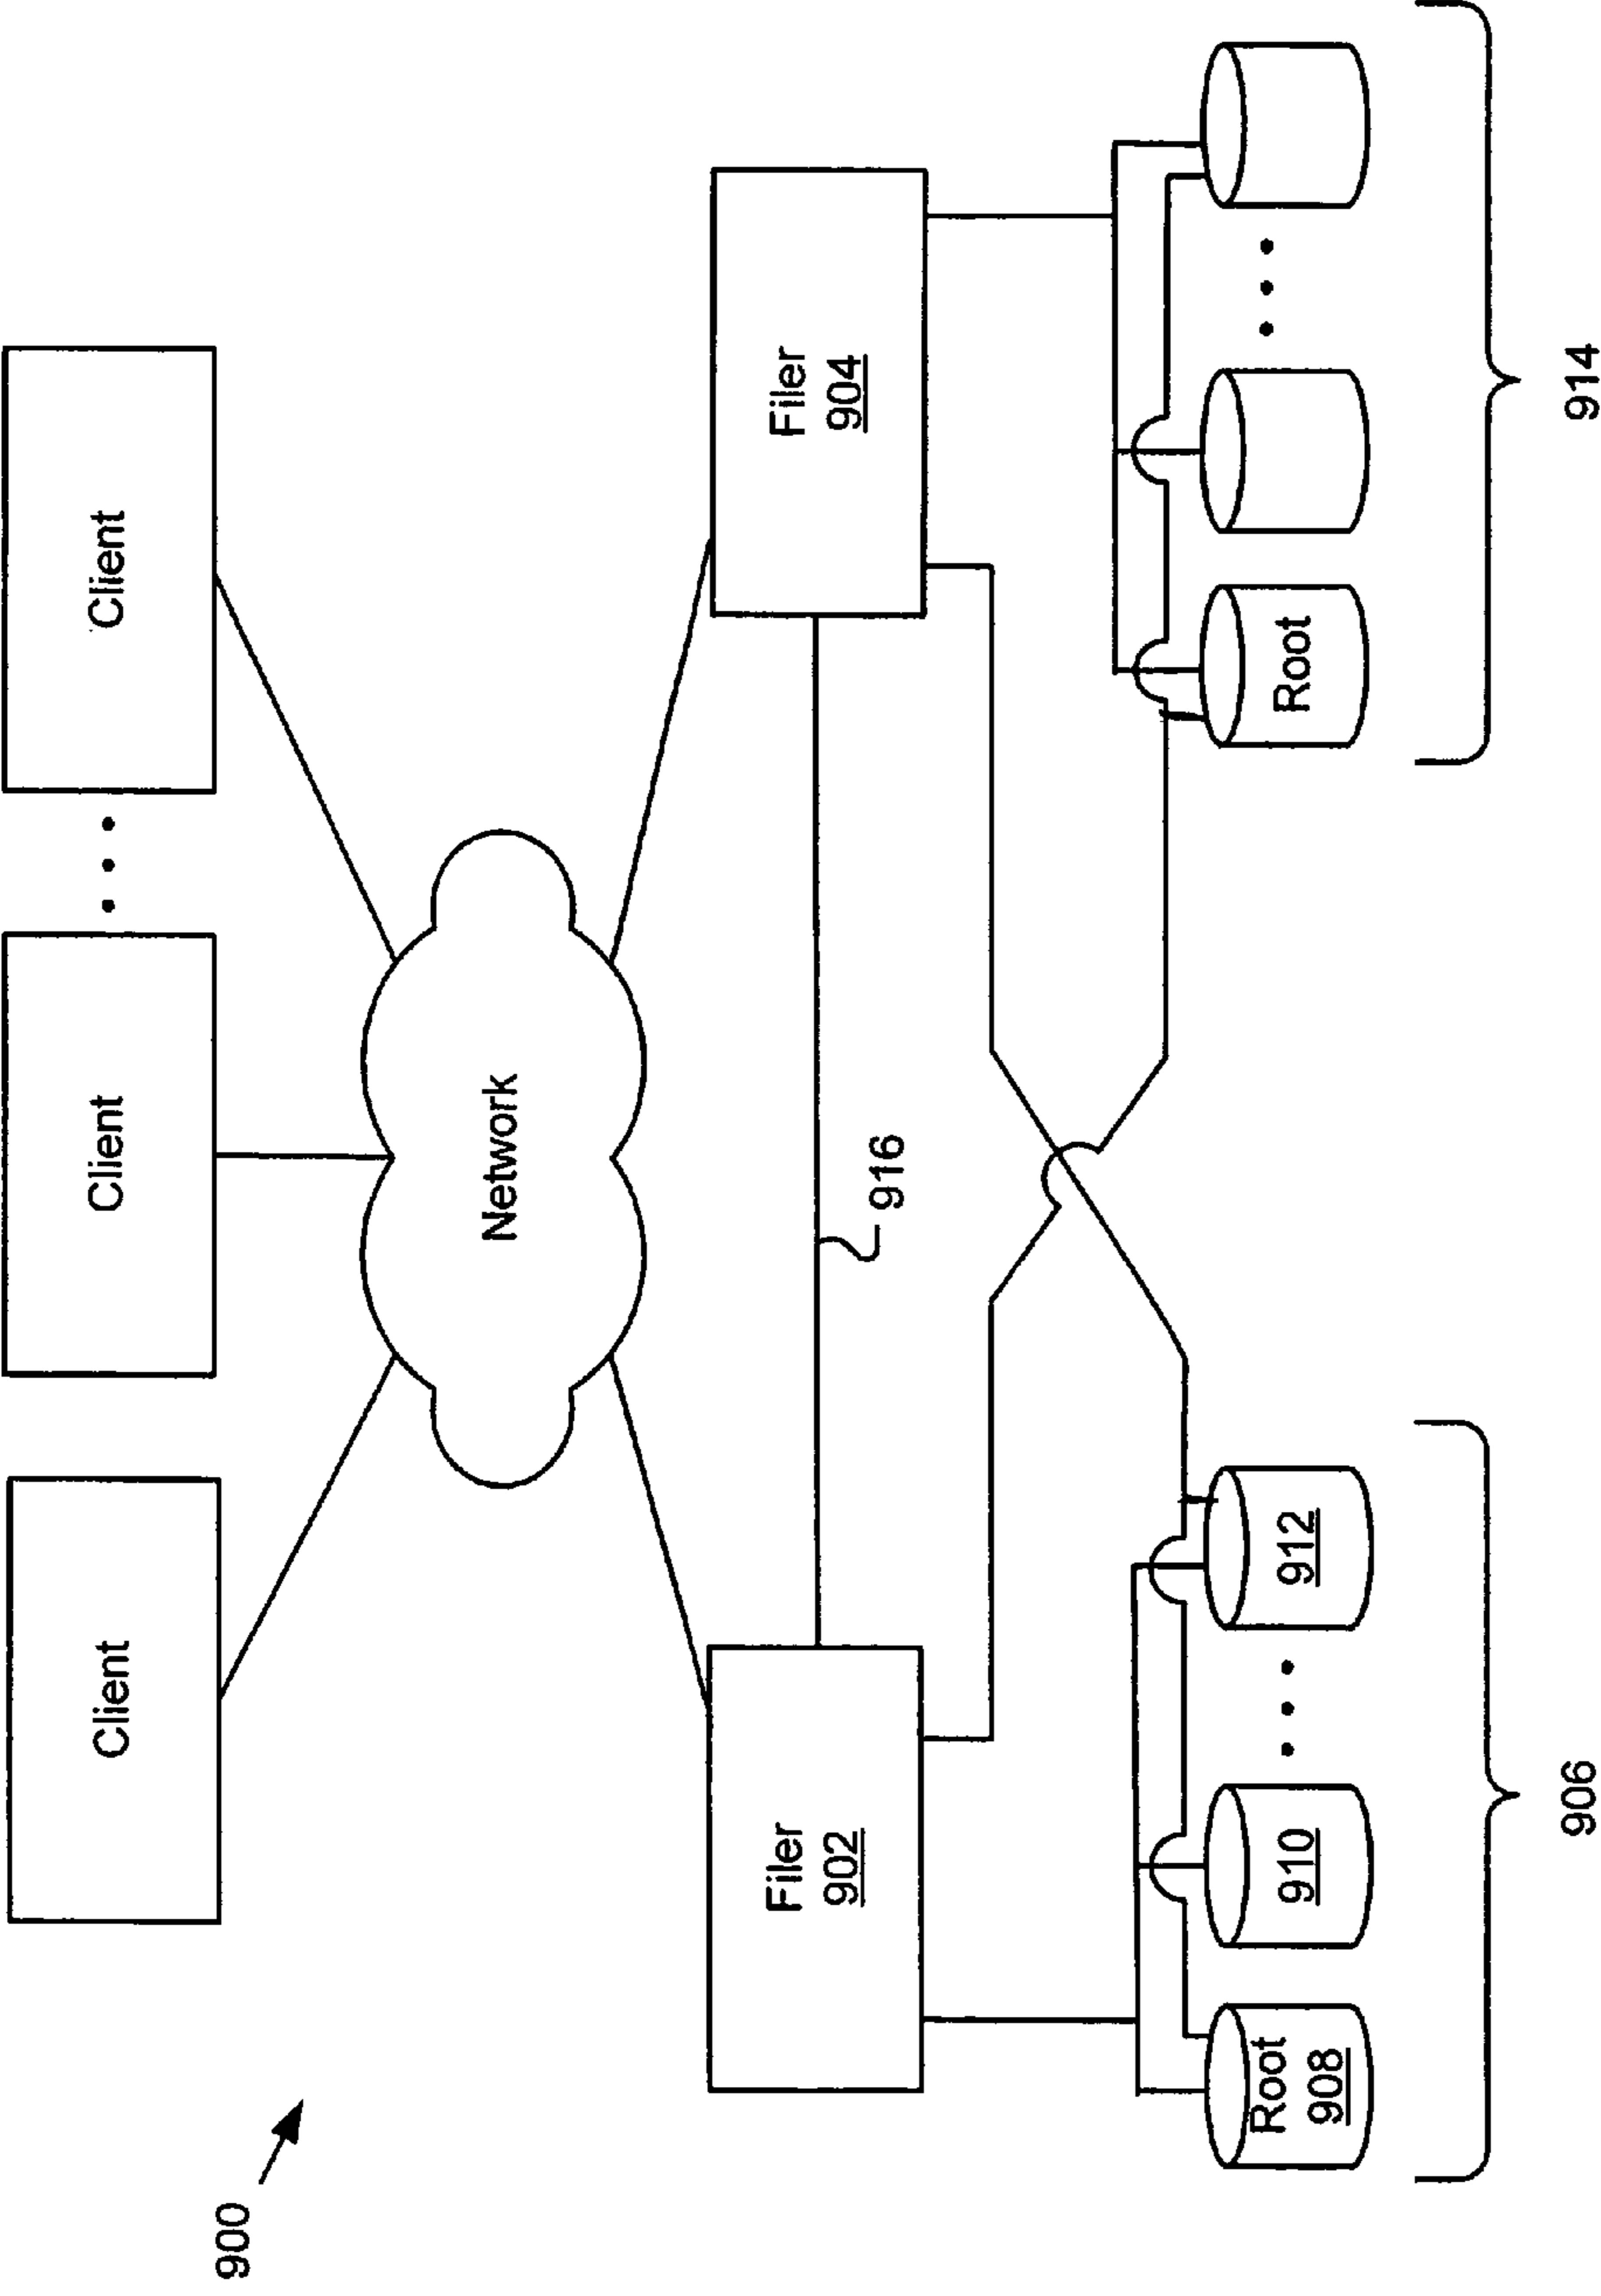 900
Client
Client
Client
Network
Filer
902
916
Filer
904
Root
908
910
912
Root
906
914